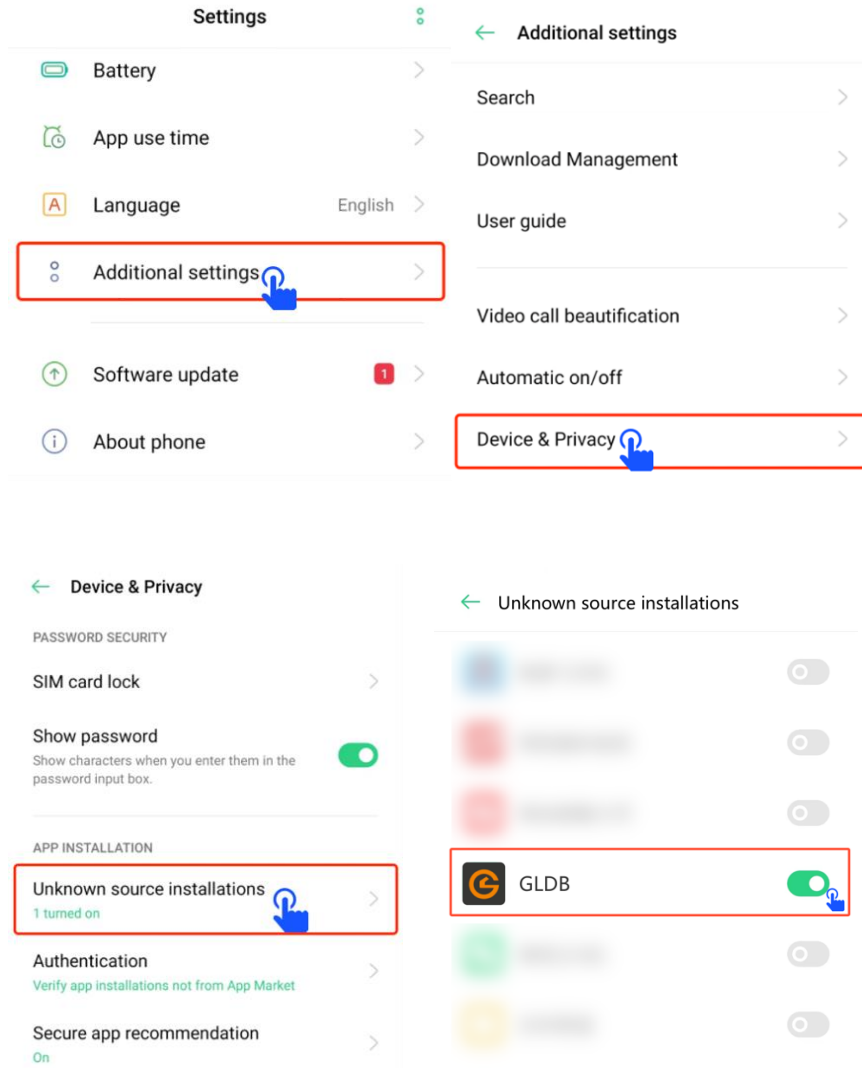 Settings
Battery
App use time
Language English
Additional settings
Software update 1
About phone
Additional settings
Search
Download Management
User guide
Video call beautification
Automatic on/off
Device & Privacy
Device & Privacy
PASSWORD SECURITY
SIM card lock
Show password
Show characters when you enter them in the
password input box.
APP INSTALLATION
Unknown source installations
1 turned on
Authentication
Verify app installations not from App Market
Secure app recommendation
On
Unknown source installations
GLDB